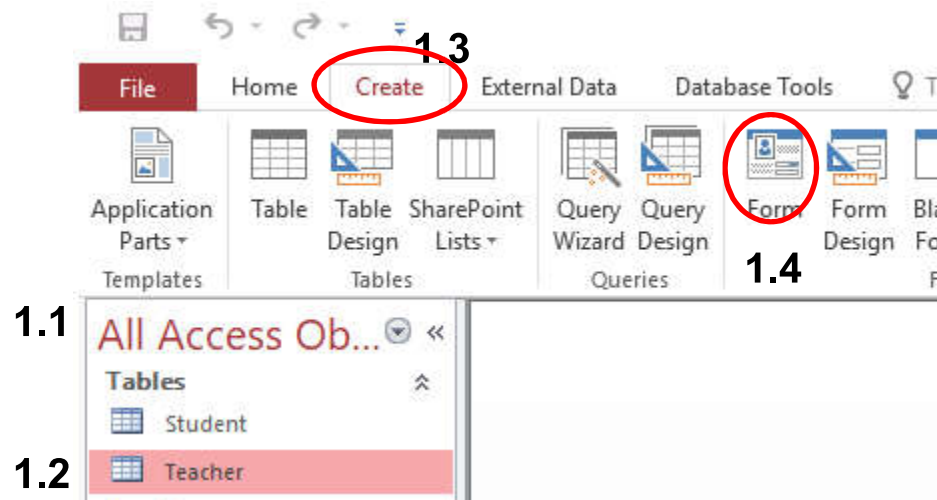 1.3
File Home Create External Data Database Tools T
Application Parts Table Table Design SharePoint Lists Query Wizard Query Design Form Form Design
Templates Tables Queries
1.4
1.1 All Access Ob... «
Tables
Student
1.2 Teacher